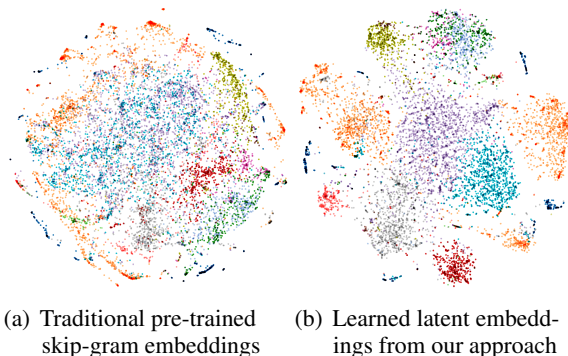 (a) Traditional pre-trained
skip-gram embeddings
(b) Learned latent embedd-
ings from our approach